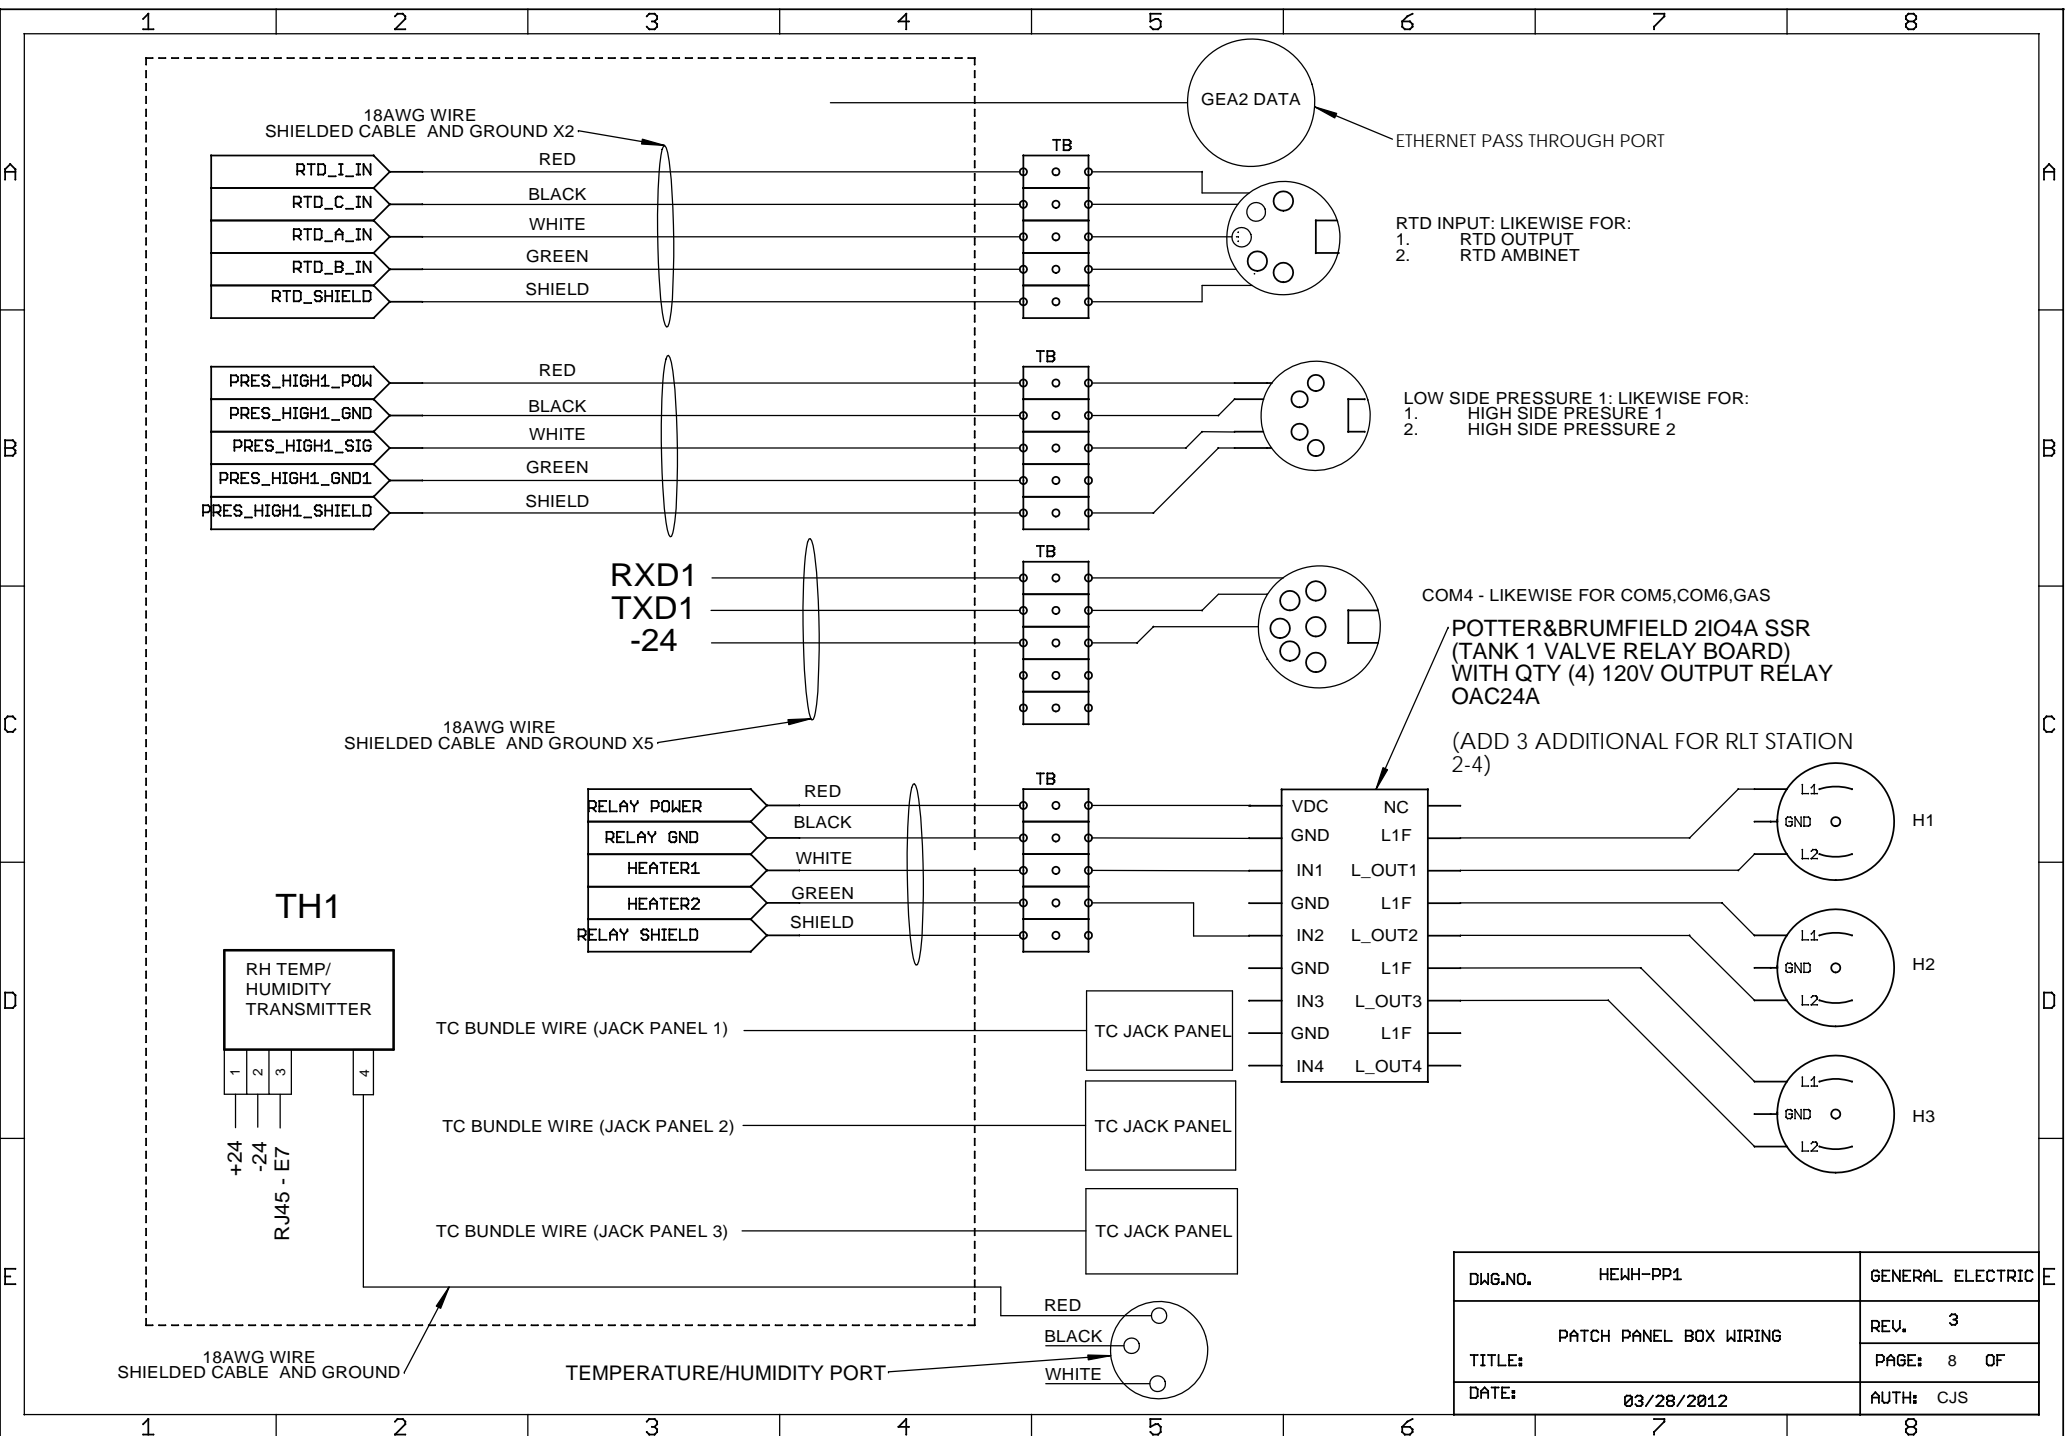 1 2 3 4 5 6 7 8
A
B
C
D
E
A
B
C
D
E
18AWG WIRE
SHIELDED CABLE AND GROUND X2
GEA2 DATA
ETHERNET PASS THROUGH PORT
TB
RTD_I_IN RED
RTD_C_IN BLACK
RTD_A_IN WHITE
RTD_B_IN GREEN
RTD_SHIELD SHIELD
RTD INPUT: LIKEWISE FOR:
1. RTD OUTPUT
2. RTD AMBINET
TB
PRES_HIGH1_POW RED
PRES_HIGH1_GND BLACK
PRES_HIGH1_SIG WHITE
PRES_HIGH1_GND1 GREEN
PRES_HIGH1_SHIELD SHIELD
LOW SIDE PRESSURE 1: LIKEWISE FOR:
1. HIGH SIDE PRESURE 1
2. HIGH SIDE PRESSURE 2
TB
RXD1
TXD1
-24
18AWG WIRE
SHIELDED CABLE AND GROUND X5
COM4 - LIKEWISE FOR COM5,COM6,GAS
POTTER&BRUMFIELD 2IO4A SSR
(TANK 1 VALVE RELAY BOARD)
WITH QTY (4) 120V OUTPUT RELAY
OAC24A
(ADD 3 ADDITIONAL FOR RLT STATION
2-4)
TB
RELAY POWER RED
RELAY GND BLACK
HEATER1 WHITE
HEATER2 GREEN
RELAY SHIELD SHIELD
VDC NC
GND L1F
IN1 L_OUT1
GND L1F
IN2 L_OUT2
GND L1F
IN3 L_OUT3
GND L1F
IN4 L_OUT4
L1
GND H1
L2
L1
GND H2
L2
L1
GND H3
L2
TH1
RH TEMP/
HUMIDITY
TRANSMITTER
1 2 3 4
+24
-24
RJ45 - E7
TC BUNDLE WIRE (JACK PANEL 1) TC JACK PANEL
TC BUNDLE WIRE (JACK PANEL 2) TC JACK PANEL
TC BUNDLE WIRE (JACK PANEL 3) TC JACK PANEL
18AWG WIRE
SHIELDED CABLE AND GROUND
RED
BLACK
WHITE
TEMPERATURE/HUMIDITY PORT
DWG.NO. HEWH-PP1 GENERAL ELECTRIC
PATCH PANEL BOX WIRING
TITLE:
REV. 3
PAGE: 8 OF
DATE: 03/28/2012
AUTH: CJS
1 2 3 4 5 6 7 8